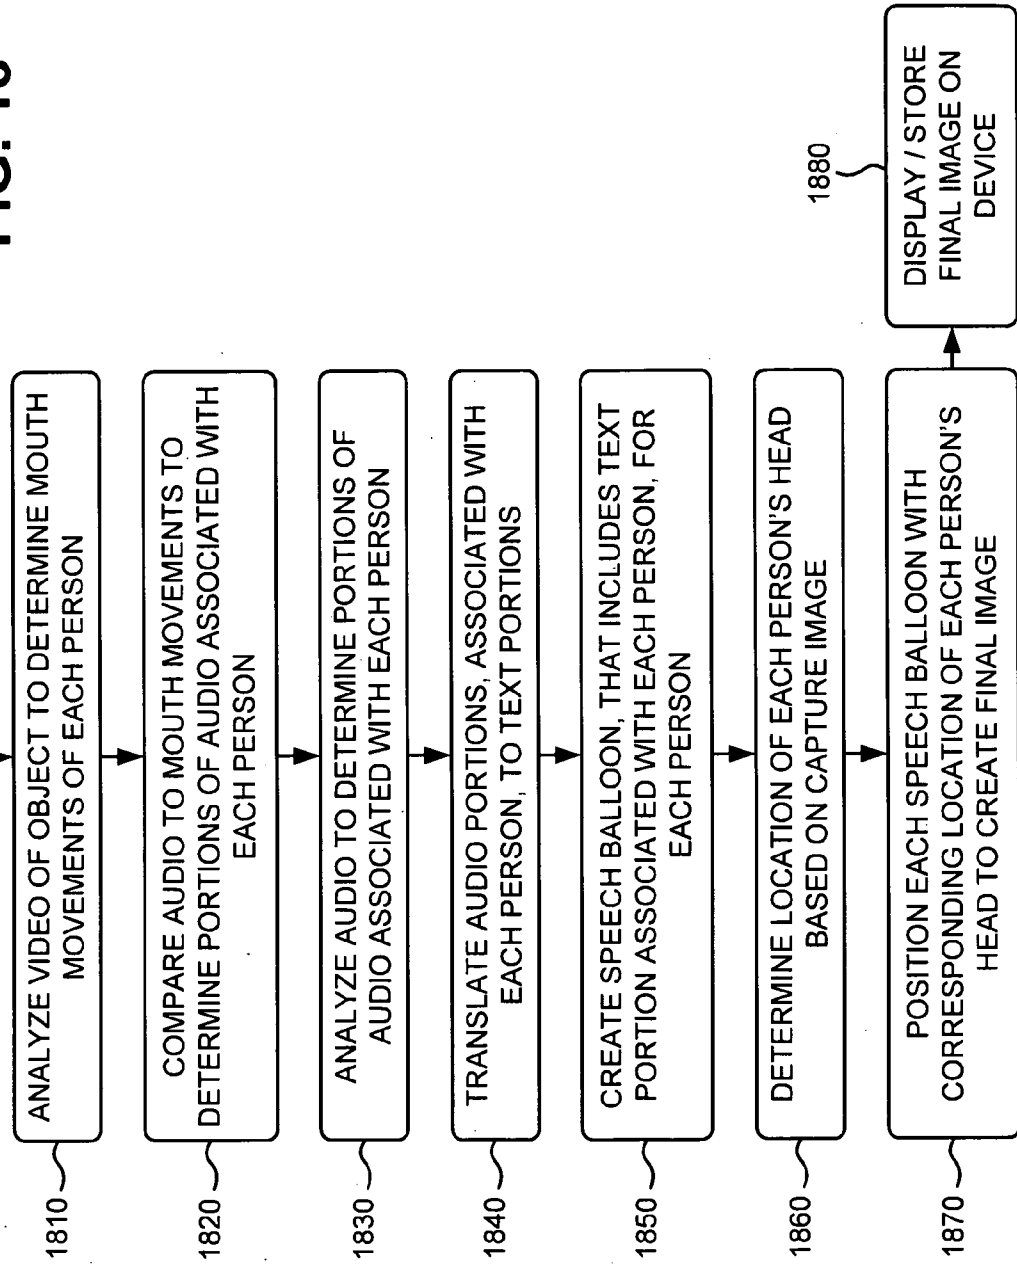 FIG.
1810
ANALYZE VIDEO OF OBJECT TO DETERMINE MOUTH
MOVEMENTS OF EACH PERSON
1820
COMPARE AUDIO TO MOUTH MOVEMENTS TO
DETERMINE PORTIONS OF AUDIO ASSOCIATED WITH
EACH PERSON
1830
ANALYZE AUDIO TO DETERMINE PORTIONS OF
AUDIO ASSOCIATED WITH EACH PERSON
1840
TRANSLATE AUDIO PORTIONS, ASSOCIATED WITH
EACH PERSON, TO TEXT PORTIONS
1850
CREATE SPEECH BALLOON, THAT INCLUDES TEXT
PORTION ASSOCIATED WITH EACH PERSON, FOR
EACH PERSON
1860
DETERMINE LOCATION OF EACH PERSON'S HEAD
BASED ON CAPTURE IMAGE
1870
POSITION EACH SPEECH BALLOON WITH
CORRESPONDING LOCATION OF EACH PERSON'S
HEAD TO CREATE FINAL IMAGE
1880
DISPLAY / STORE
FINAL IMAGE ON
DEVICE